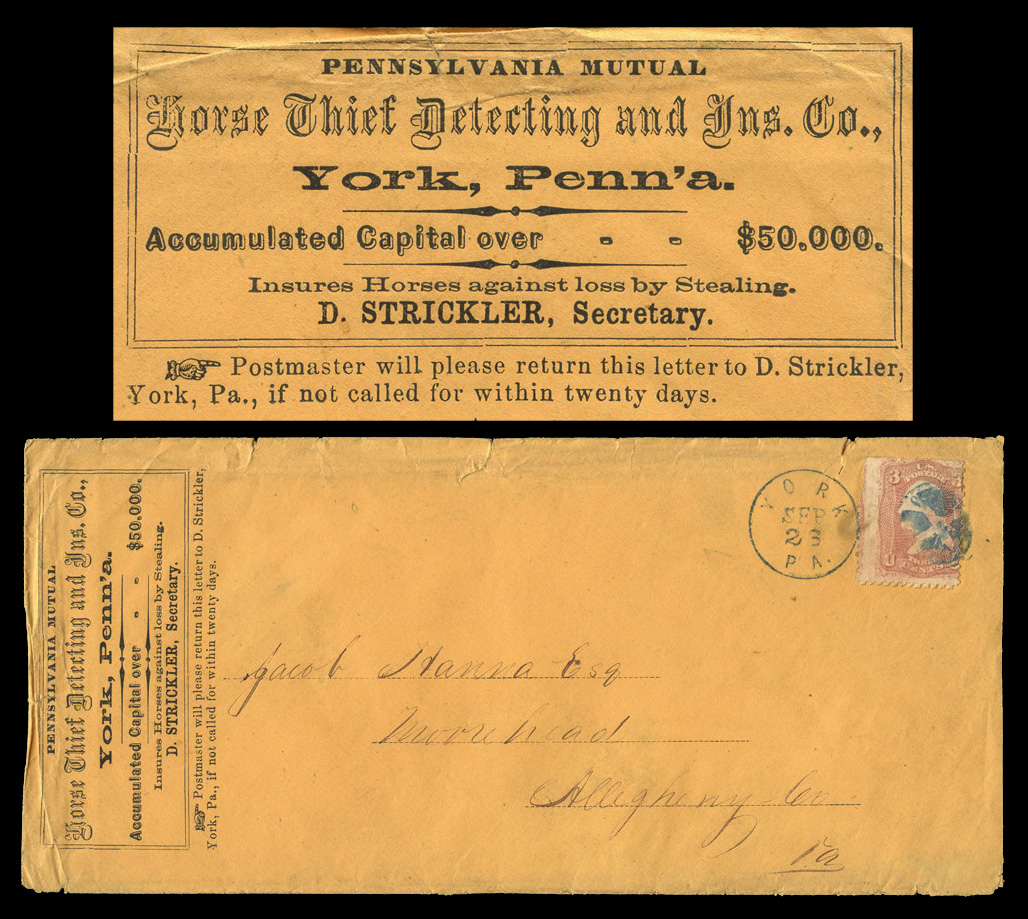 PENNSYLVANIA MUTUAL
Horse Thief Detecting and Ins. Co.,
York, Penn'a.
Accumulated Capital over - - $50.000.
Insures Horses against loss by Stealing.
D. STRICKLER, Secretary.
☞ Postmaster will please return this letter to D. Strickler,
York, Pa., if not called for within twenty days.
PENNSYLVANIA MUTUAL
Horse Thief Detecting and Ins. Co.,
York, Penn'a.
Accumulated Capital over - - $50.000.
Insures Horses against loss by Stealing.
D. STRICKLER, Secretary.
☞ Postmaster will please return this letter to D. Strickler,
York, Pa., if not called for within twenty days.
YORK
SEP
23
PA.
3
U.S.
POSTAGE
U
CENTS
Jacob Hanna Esq
Moorehead
Allegheny Co
Pa